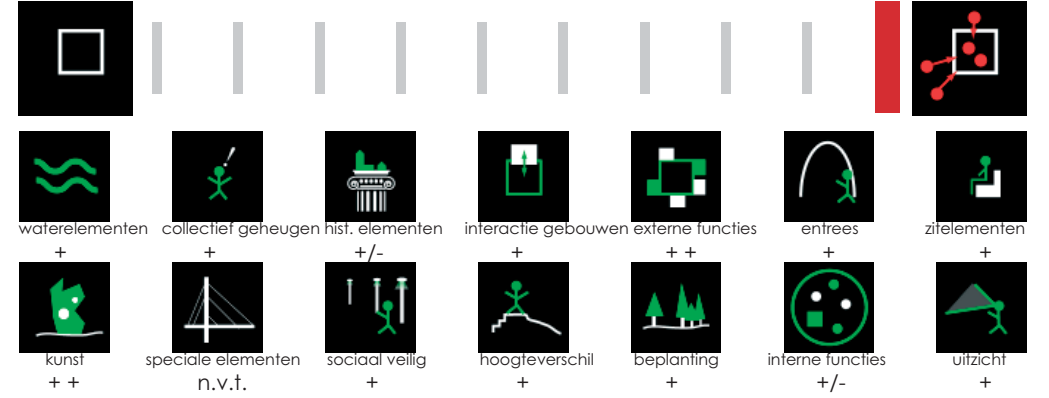 waterelementen collectief geheugen hist. elementen interactie gebouwen externe functies entrees zitelementen
+ + +/- + + + + +
kunst speciale elementen sociaal veilig hoogteverschil beplanting interne functies uitzicht
+ + n.v.t. + + + +/- +